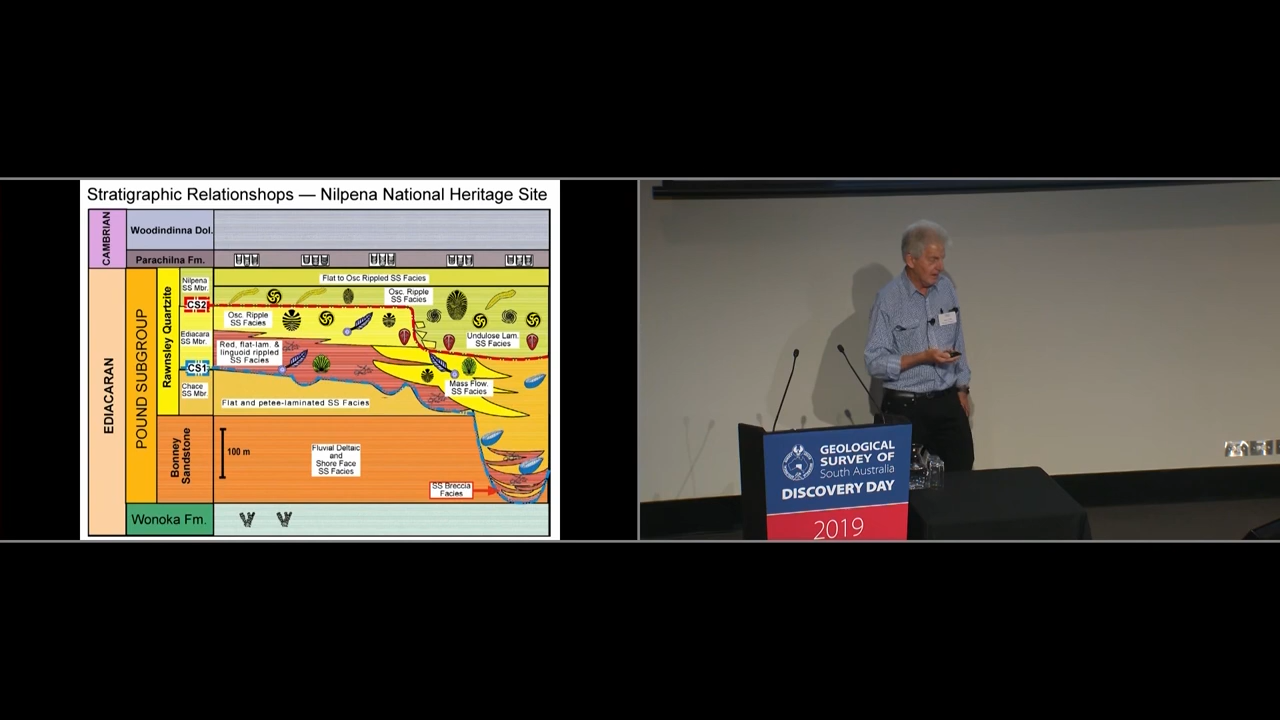 Stratigraphic Relationshops — Nilpena National Heritage Site
CAMBRIAN
Woodindinna Dol.
Parachilna Fm.
EDIACARAN
POUND SUBGROUP
Rawnsley Quartzite
Nilpena
SS Mbr.
CS2
Ediacara
SS Mbr.
CS1
Chace
SS Mbr.
Flat to Osc Rippled SS Facies
Osc. Ripple
SS Facies
Osc. Ripple
SS Facies
Undulose Lam.
SS Facies
Red, flat-lam. &
linguoid rippled
SS Facies
Mass Flow.
SS Facies
Flat and petee-laminated SS Facies
Bonney
Sandstone
100 m
Fluvial Deltaic
and
Shore Face
SS Facies
SS Breccia
Facies
Wonoka Fm.
GEOLOGICAL
SURVEY OF
South Australia
DISCOVERY DAY
2019